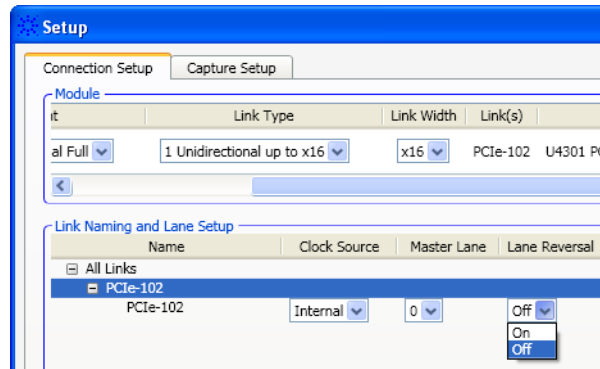 Setup
Connection Setup Capture Setup
Module
Link Type Link Width Link(s)
al Full 1 Unidirectional up to x16 x16 PCIe-102 U4301
Link Naming and Lane Setup
Name Clock Source Master Lane Lane Reversal
All Links
PCIe-102
PCIe-102 Internal 0 Off
On
Off